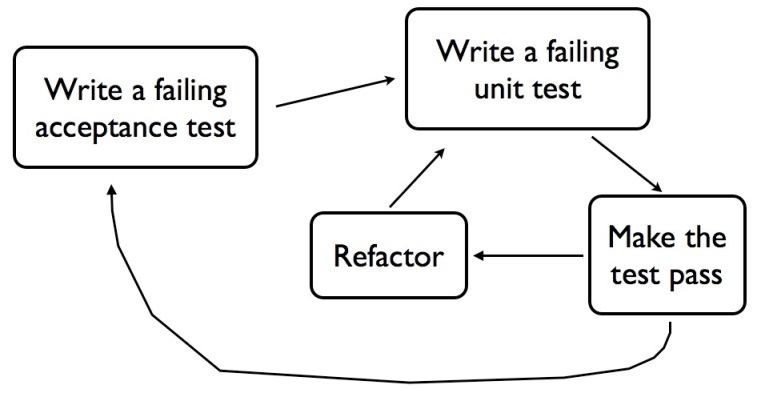 Write a failing
acceptance test
Write a failing
unit test
Refactor
Make the
test pass